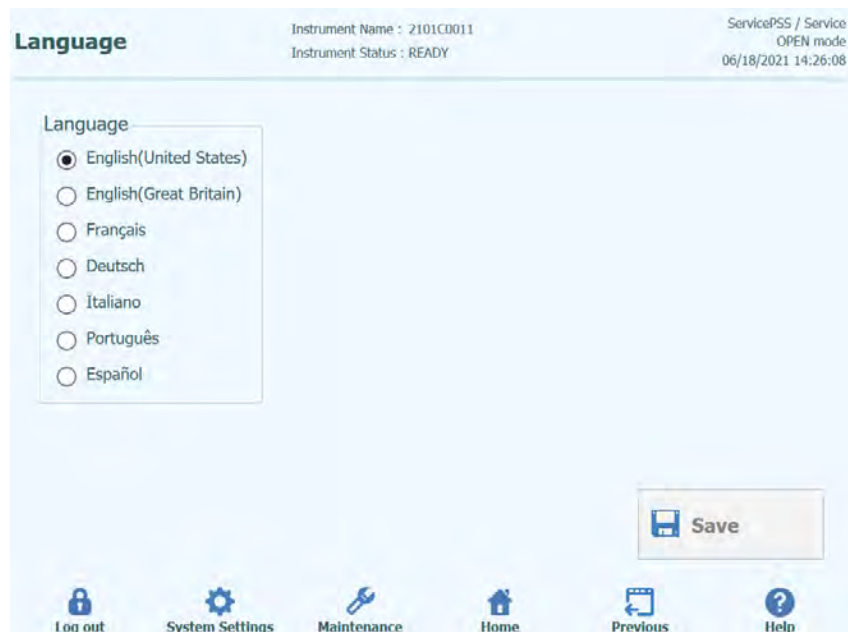 Language
Instrument Name : 2101C0011
Instrument Status : READY
ServicePSS / Service
OPEN mode
06/18/2021 14:26:08
Language
English(United States)
English(Great Britain)
Français
Deutsch
Italiano
Português
Español
Save
Log out System Settings Maintenance Home Previous Help